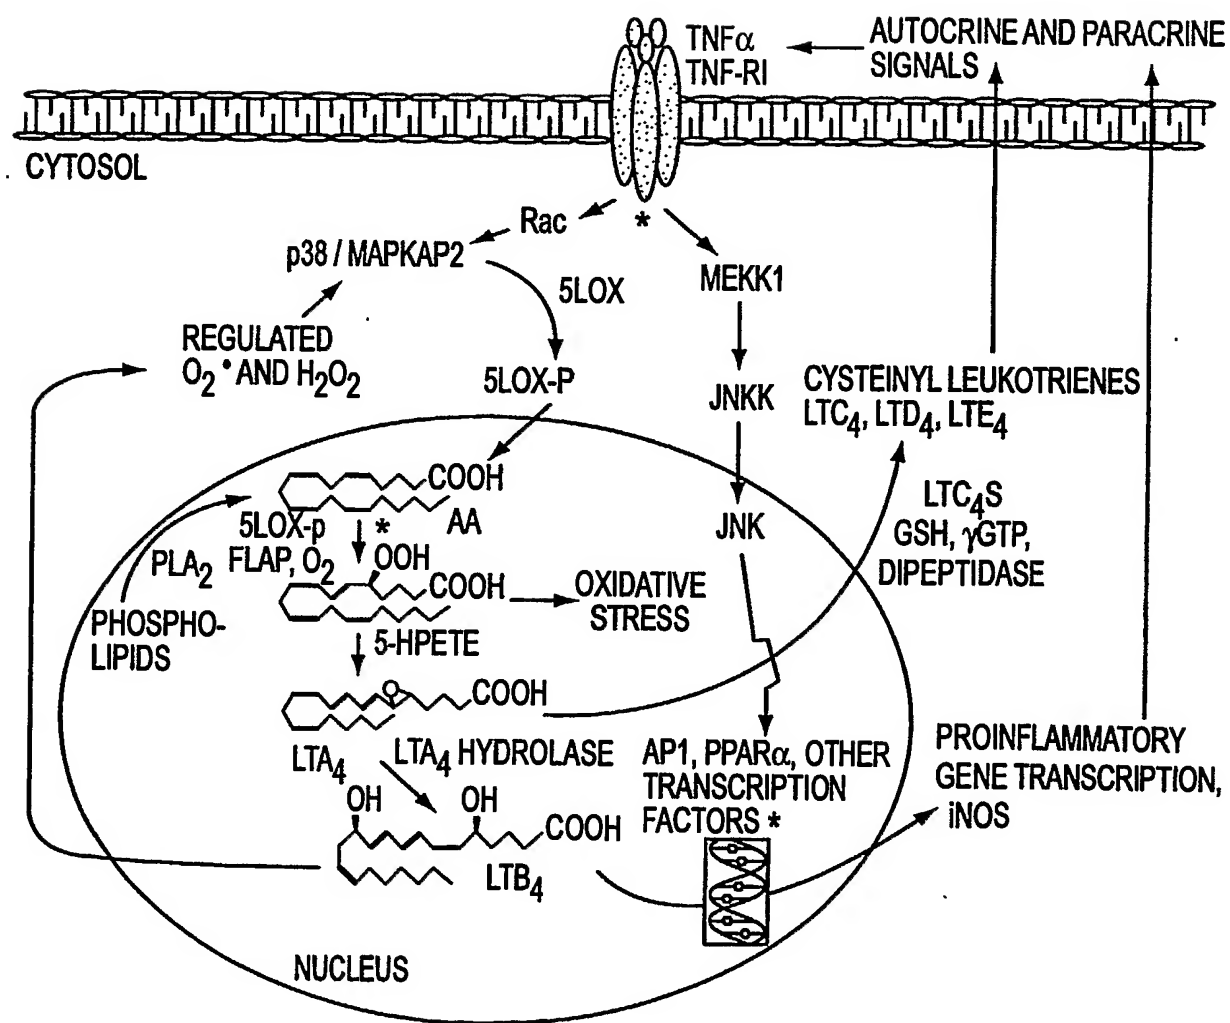 TNFα
TNF-RI
AUTOCRINE AND PARACRINE
SIGNALS
CYTOSOL
Rac
*
p38 / MAPKAP2
5LOX
MEKK1
REGULATED
O2 • AND H2O2
5LOX-P
JNKK
CYSTEINYL LEUKOTRIENES
LTC4, LTD4, LTE4
COOH
AA
LTC4S
GSH, γGTP,
DIPEPTIDASE
JNK
5LOX-p
*
FLAP, O2
OOH
PLA2
COOH
OXIDATIVE
STRESS
PHOSPHO-
LIPIDS
5-HPETE
O
COOH
LTA4
LTA4 HYDROLASE
AP1, PPARα, OTHER
TRANSCRIPTION
FACTORS *
PROINFLAMMATORY
GENE TRANSCRIPTION,
iNOS
OH
OH
COOH
LTB4
NUCLEUS